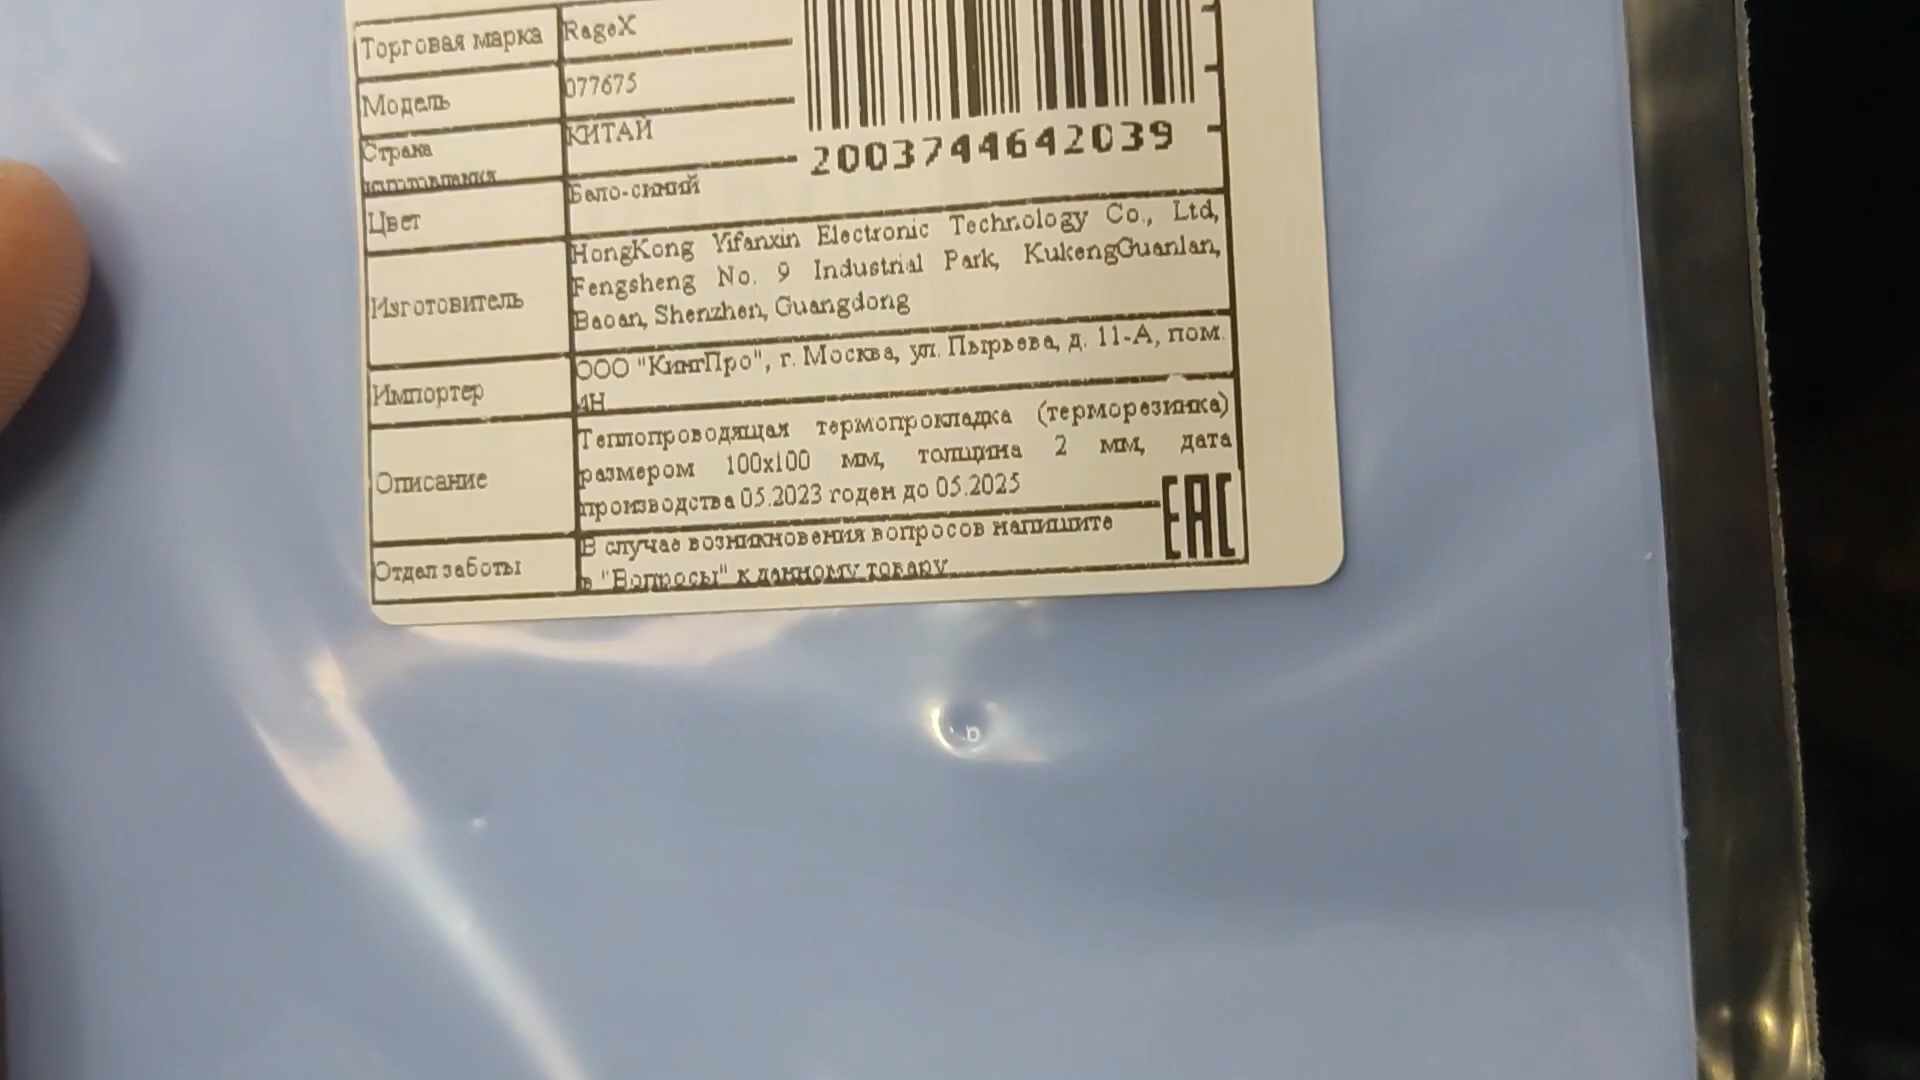 Торговая марка RageX
2003744642039
Модель 077675
Страна
изготовления
КИТАЙ
Цвет Бело-синий
Изготовитель
HongKong Yifanxin Electronic Technology Co., Ltd,
Fengsheng No. 9 Industrial Park, KukengGuanlan,
Baoan, Shenzhen, Guangdong
Импортер
ООО "КингПро", г. Москва, ул. Пырьева, д. 11-А, пом.
4Н
Описание
Теплопроводящая термопрокладка (терморезинка)
размером 100x100 мм, толщина 2 мм, дата
производства 05.2023 годен до 05.2025
EAC
Отдел заботы
В случае возникновения вопросов напишите
в "Вопросы" к данному товару